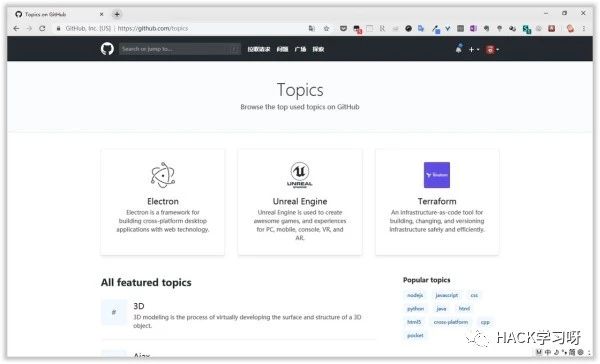 Topics on GitHub
GitHub, Inc. [US] | https://github.com/topics
Search or jump to...
/
拉取请求 问题 广场 探索
Topics
Browse the top used topics on GitHub
Electron
Electron is a framework for
building cross-platform desktop
applications with web technology.
UNREAL
ENGINE
Unreal Engine
Unreal Engine is used to create
awesome games, and experiences
for PC, mobile, console, VR, and
AR.
Terraform
Terraform
An infrastructure-as-code tool for
building, changing, and versioning
infrastructure safely and efficiently.
All featured topics
#
3D
3D modeling is the process of virtually developing the surface and structure of a 3D
object.
Ajax
Popular topics
nodejs javascript css
python java html
html5 cross-platform cpp
pocket
HACK学习呀
M 中 简